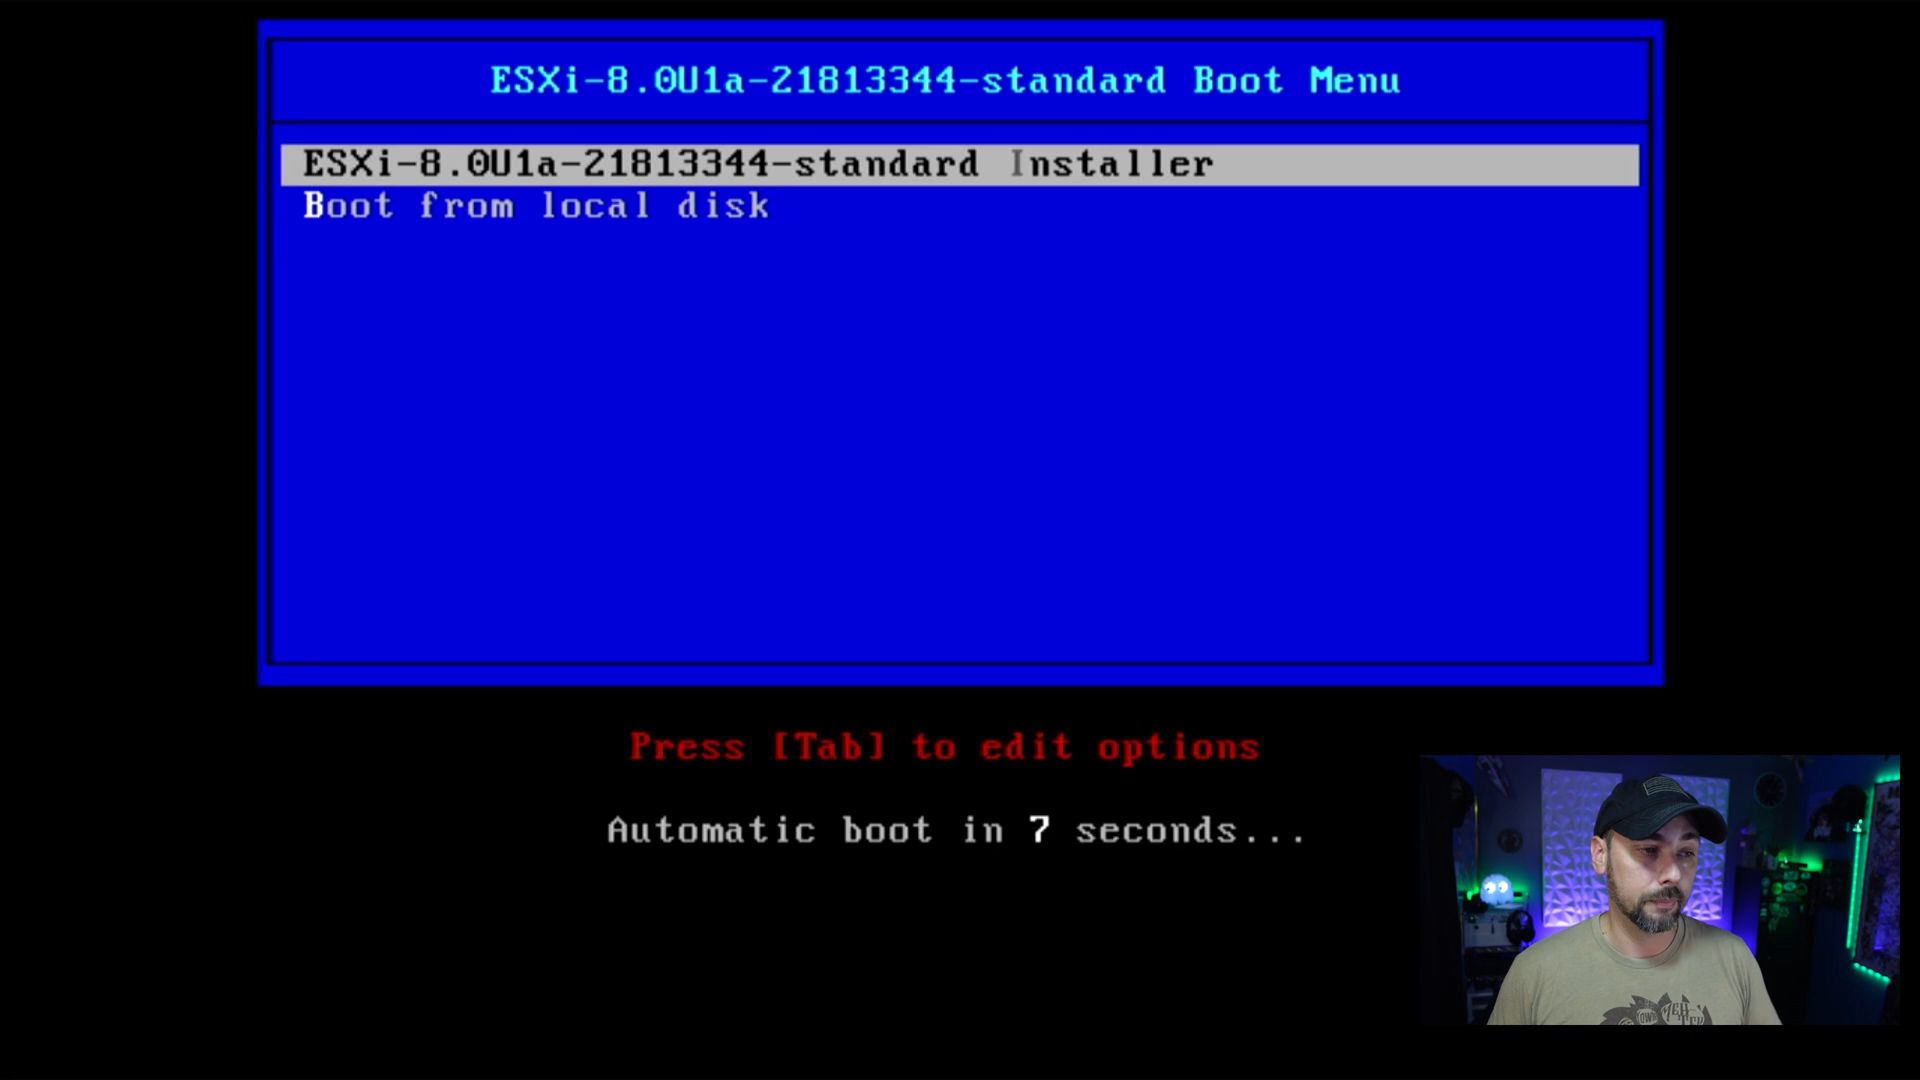 ESXi-8.0U1a-21813344-standard Boot Menu
ESXi-8.0U1a-21813344-standard Installer
Boot from local disk
Press [Tab] to edit options
Automatic boot in 7 seconds...